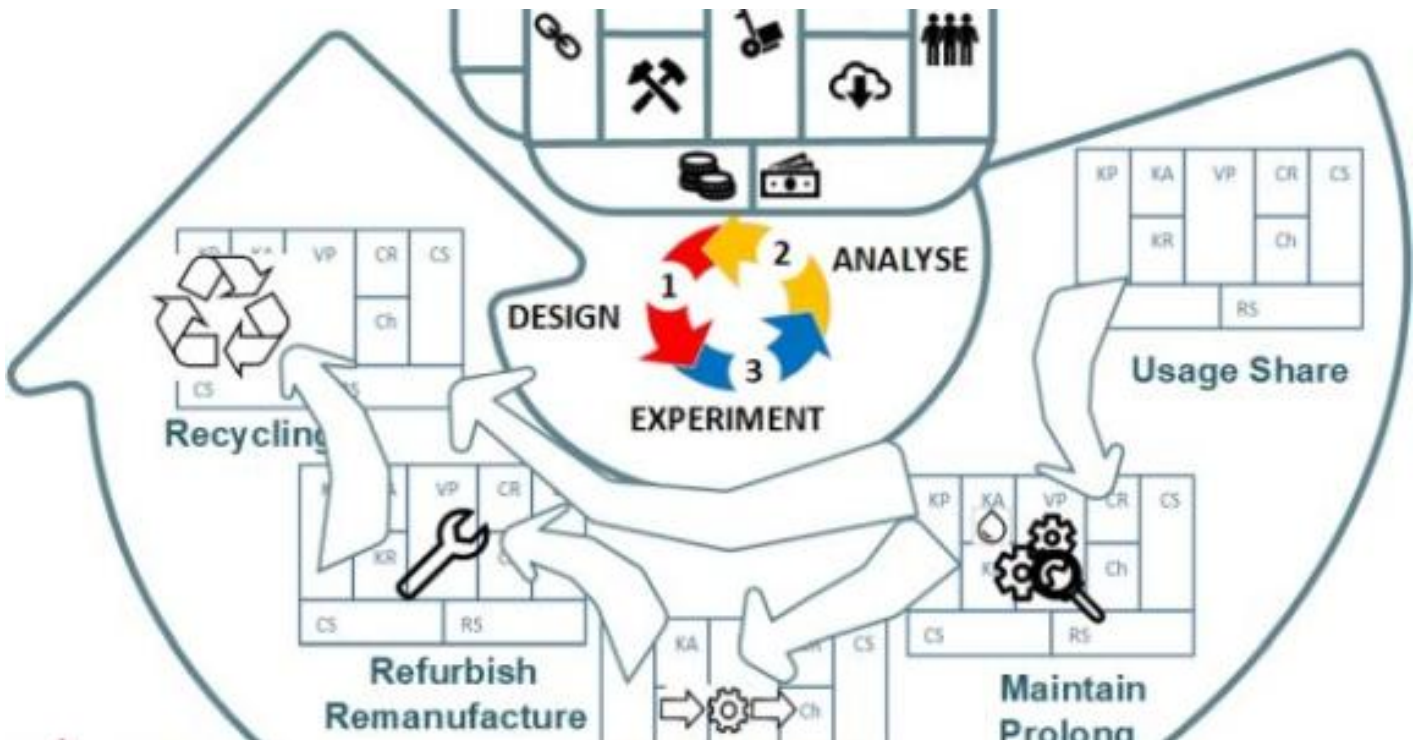 KP KA VP CR CS
KR Ch
RS
Usage Share
2
ANALYSE
1
DESIGN
3
EXPERIMENT
VP CR CS
Ch
CS
Recycling
VP CR
KR
CS RS
Refurbish
Remanufacture
KP KA VP CR CS
Ch
CS RS
Maintain
Prolong
KA CS
Ch